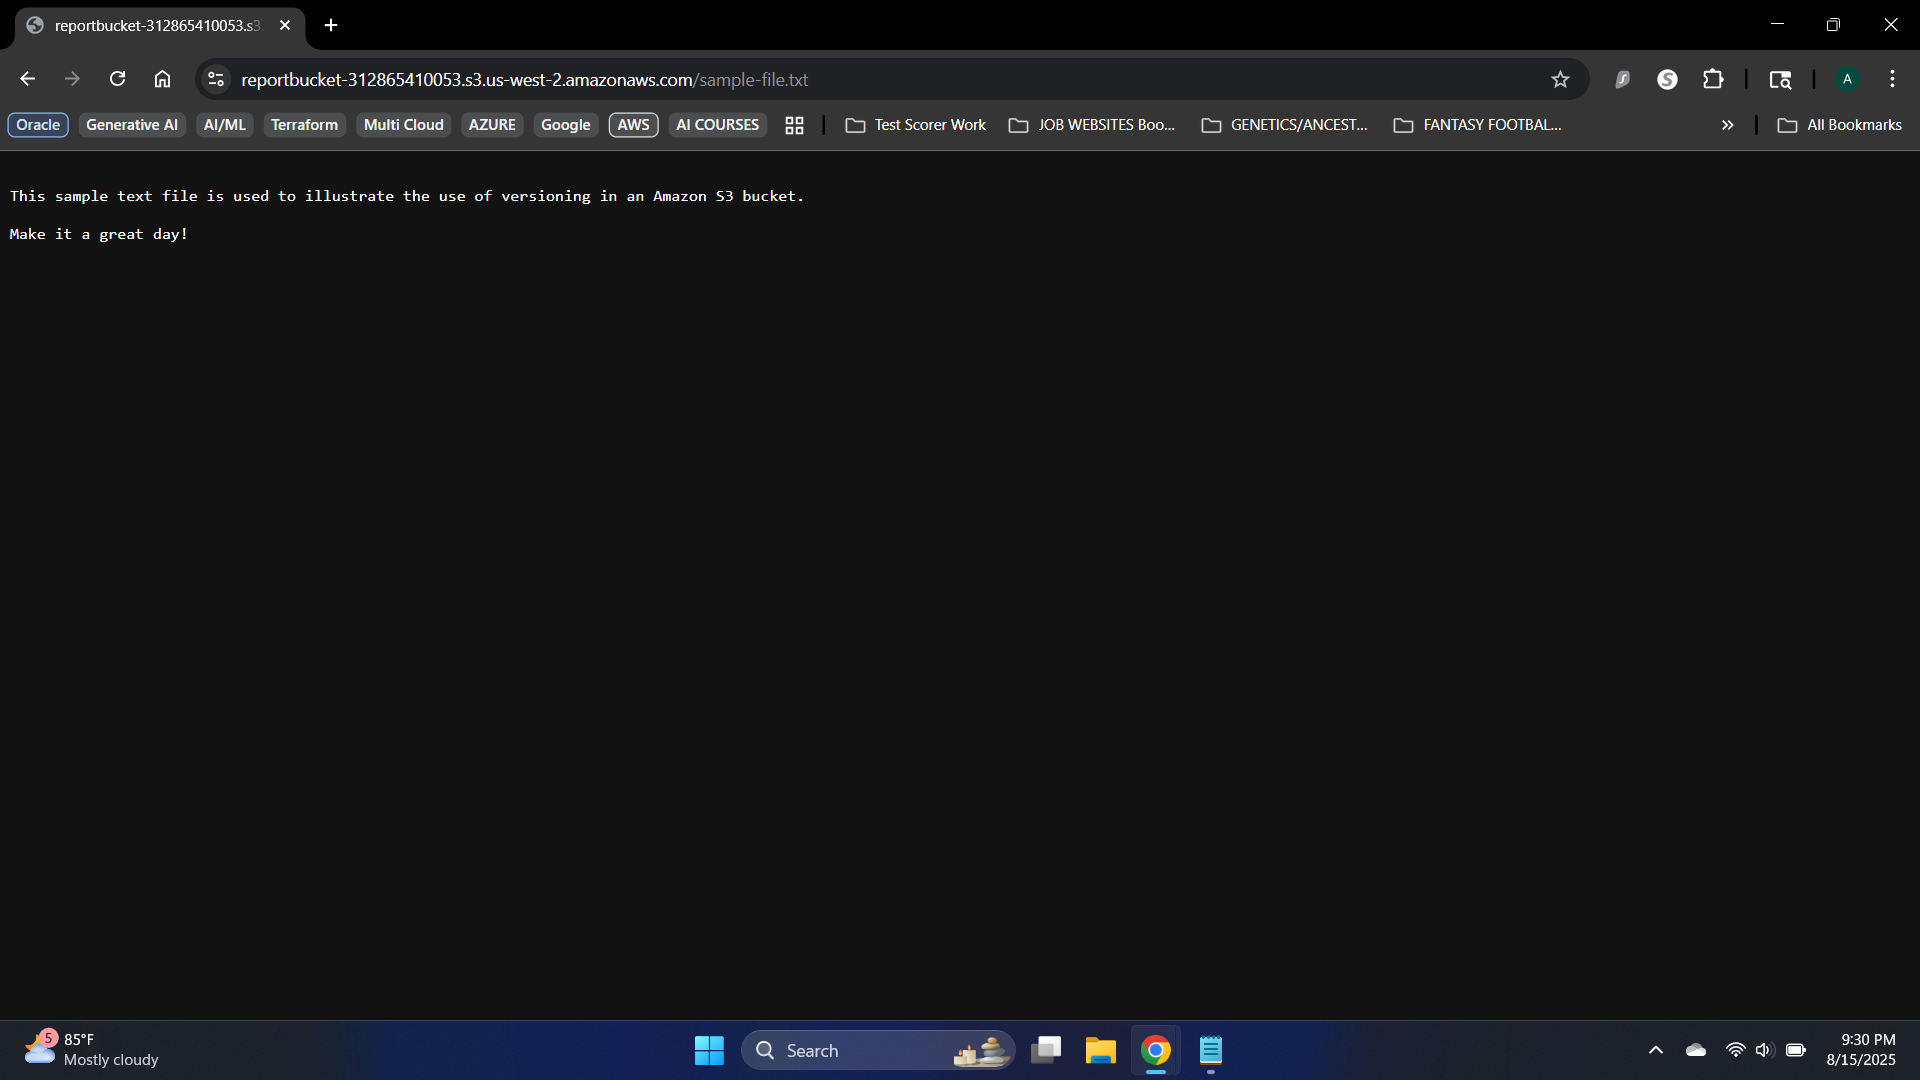 reportbucket-312865410053.s3
reportbucket-312865410053.s3.us-west-2.amazonaws.com/sample-file.txt
A
Oracle
Generative AI
AI/ML
Terraform
Multi Cloud
AZURE
Google
AWS
AI COURSES
Test Scorer Work
JOB WEBSITES Boo...
GENETICS/ANCEST...
FANTASY FOOTBAL...
All Bookmarks
This sample text file is used to illustrate the use of versioning in an Amazon S3 bucket.
Make it a great day!
5
85°F
Mostly cloudy
Search
9:30 PM
8/15/2025